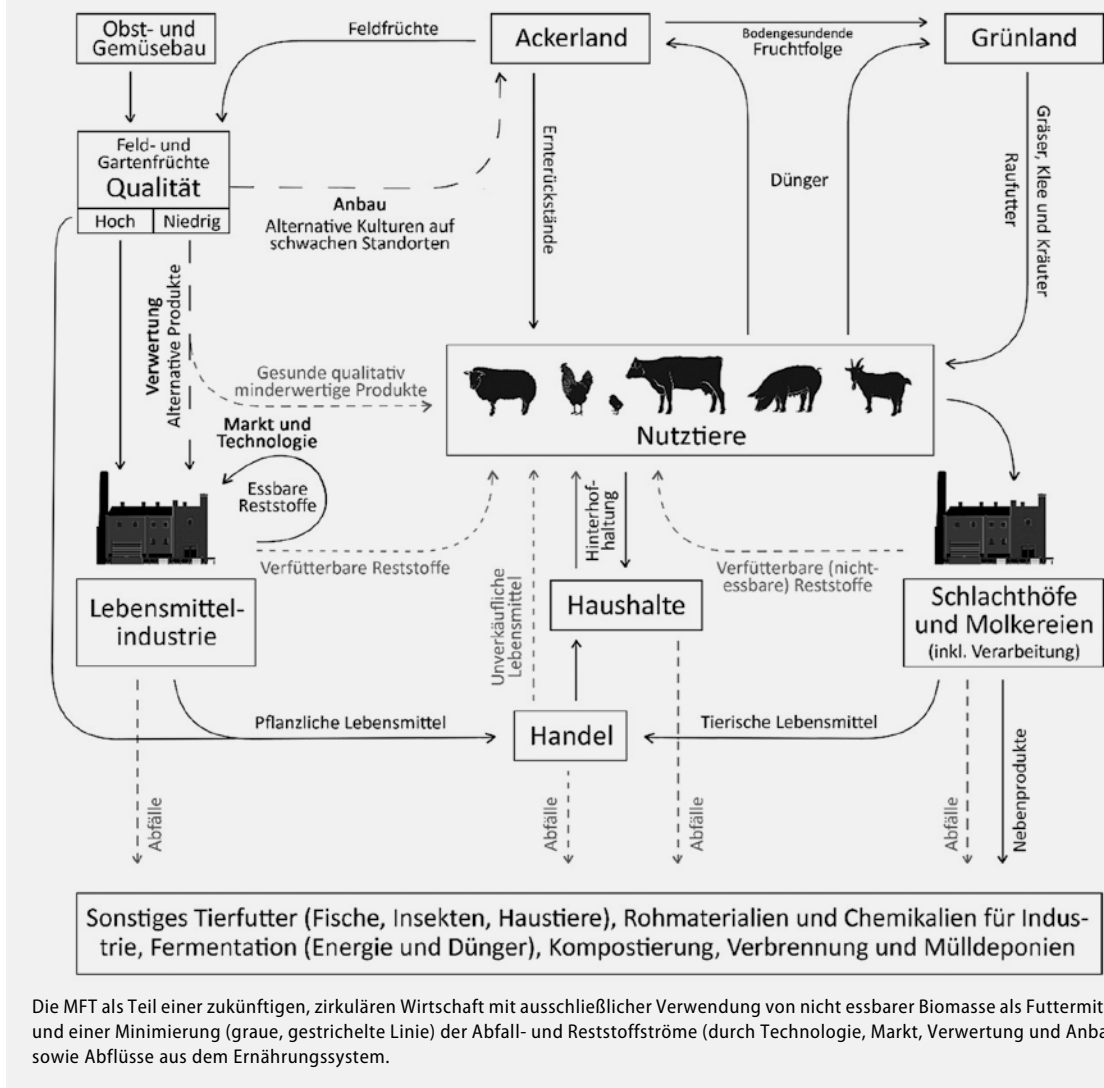 Obst- und
Gemüsebau
Feldfrüchte
Ackerland
Bodengesundende
Fruchtfolge
Grünland
Feld- und
Gartenfrüchte
Qualität
Hoch
Niedrig
Anbau
Alternative Kulturen auf
schwachen Standorten
Ernterückstände
Dünger
Gräser, Klee und Kräuter
Raufutter
Verwertung
Alternative Produkte
Gesunde qualitativ
minderwertige Produkte
Markt und
Technologie
Essbare
Reststoffe
Nutztiere
Verfütterbare Reststoffe
Unverkäufliche
Lebensmittel
Hinterhof-
haltung
Verfütterbare (nicht-
essbare) Reststoffe
Lebensmittel-
industrie
Haushalte
Schlachthöfe
und Molkereien
(inkl. Verarbeitung)
Pflanzliche Lebensmittel
Handel
Tierische Lebensmittel
Abfälle
Abfälle
Abfälle
Abfälle
Nebenprodukte
Sonstiges Tierfutter (Fische, Insekten, Haustiere), Rohmaterialien und Chemikalien für Indus-
trie, Fermentation (Energie und Dünger), Kompostierung, Verbrennung und Mülldeponien
Die MFT als Teil einer zukünftigen, zirkulären Wirtschaft mit ausschließlicher Verwendung von nicht essbarer Biomasse als Futtermit
und einer Minimierung (graue, gestrichelte Linie) der Abfall- und Reststoffströme (durch Technologie, Markt, Verwertung und Anba
sowie Abflüsse aus dem Ernährungssystem.